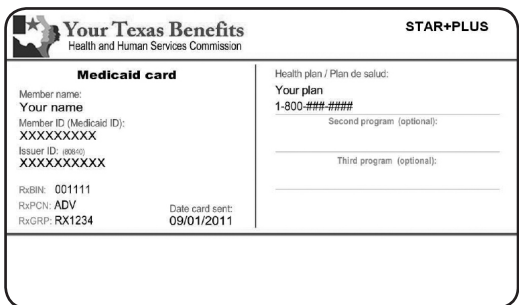 Your Texas Benefits
Health and Human Services Commission
STAR+PLUS
Medicaid card
Member name:
Your name
Member ID (Medicaid ID):
XXXXXXXXX
Issuer ID: (80840)
XXXXXXXXXX
RxBIN: 001111
RxPCN: ADV
RxGRP: RX1234
Date card sent:
09/01/2011
Health plan / Plan de salud:
Your plan
1-800-###-####
Second program (optional):
Third program (optional):